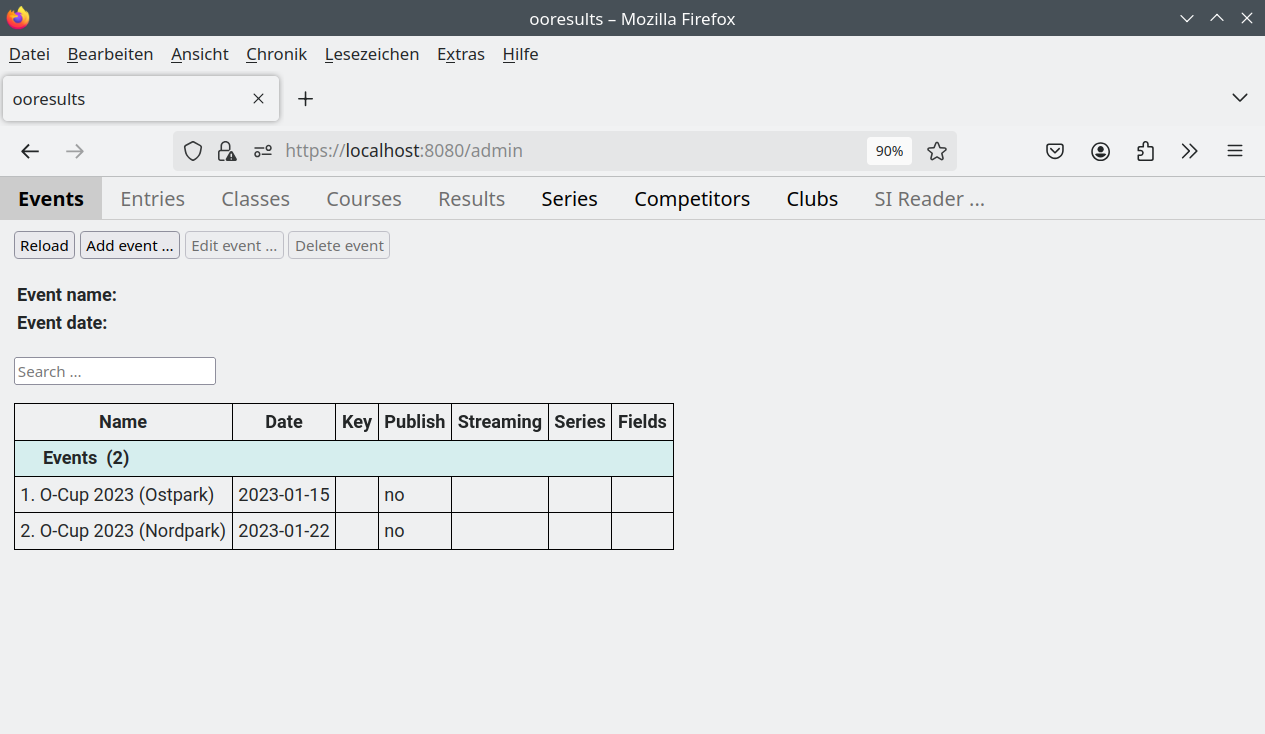 ooresults – Mozilla Firefox
Datei Bearbeiten Ansicht Chronik Lesezeichen Extras Hilfe
ooresults
https://localhost:8080/admin 90%
Events Entries Classes Courses Results Series Competitors Clubs SI Reader ...
Reload Add event ... Edit event ... Delete event
Event name:
Event date:
Search ...
Name Date Key Publish Streaming Series Fields
Events (2)
1. O-Cup 2023 (Ostpark) 2023-01-15 no
2. O-Cup 2023 (Nordpark) 2023-01-22 no